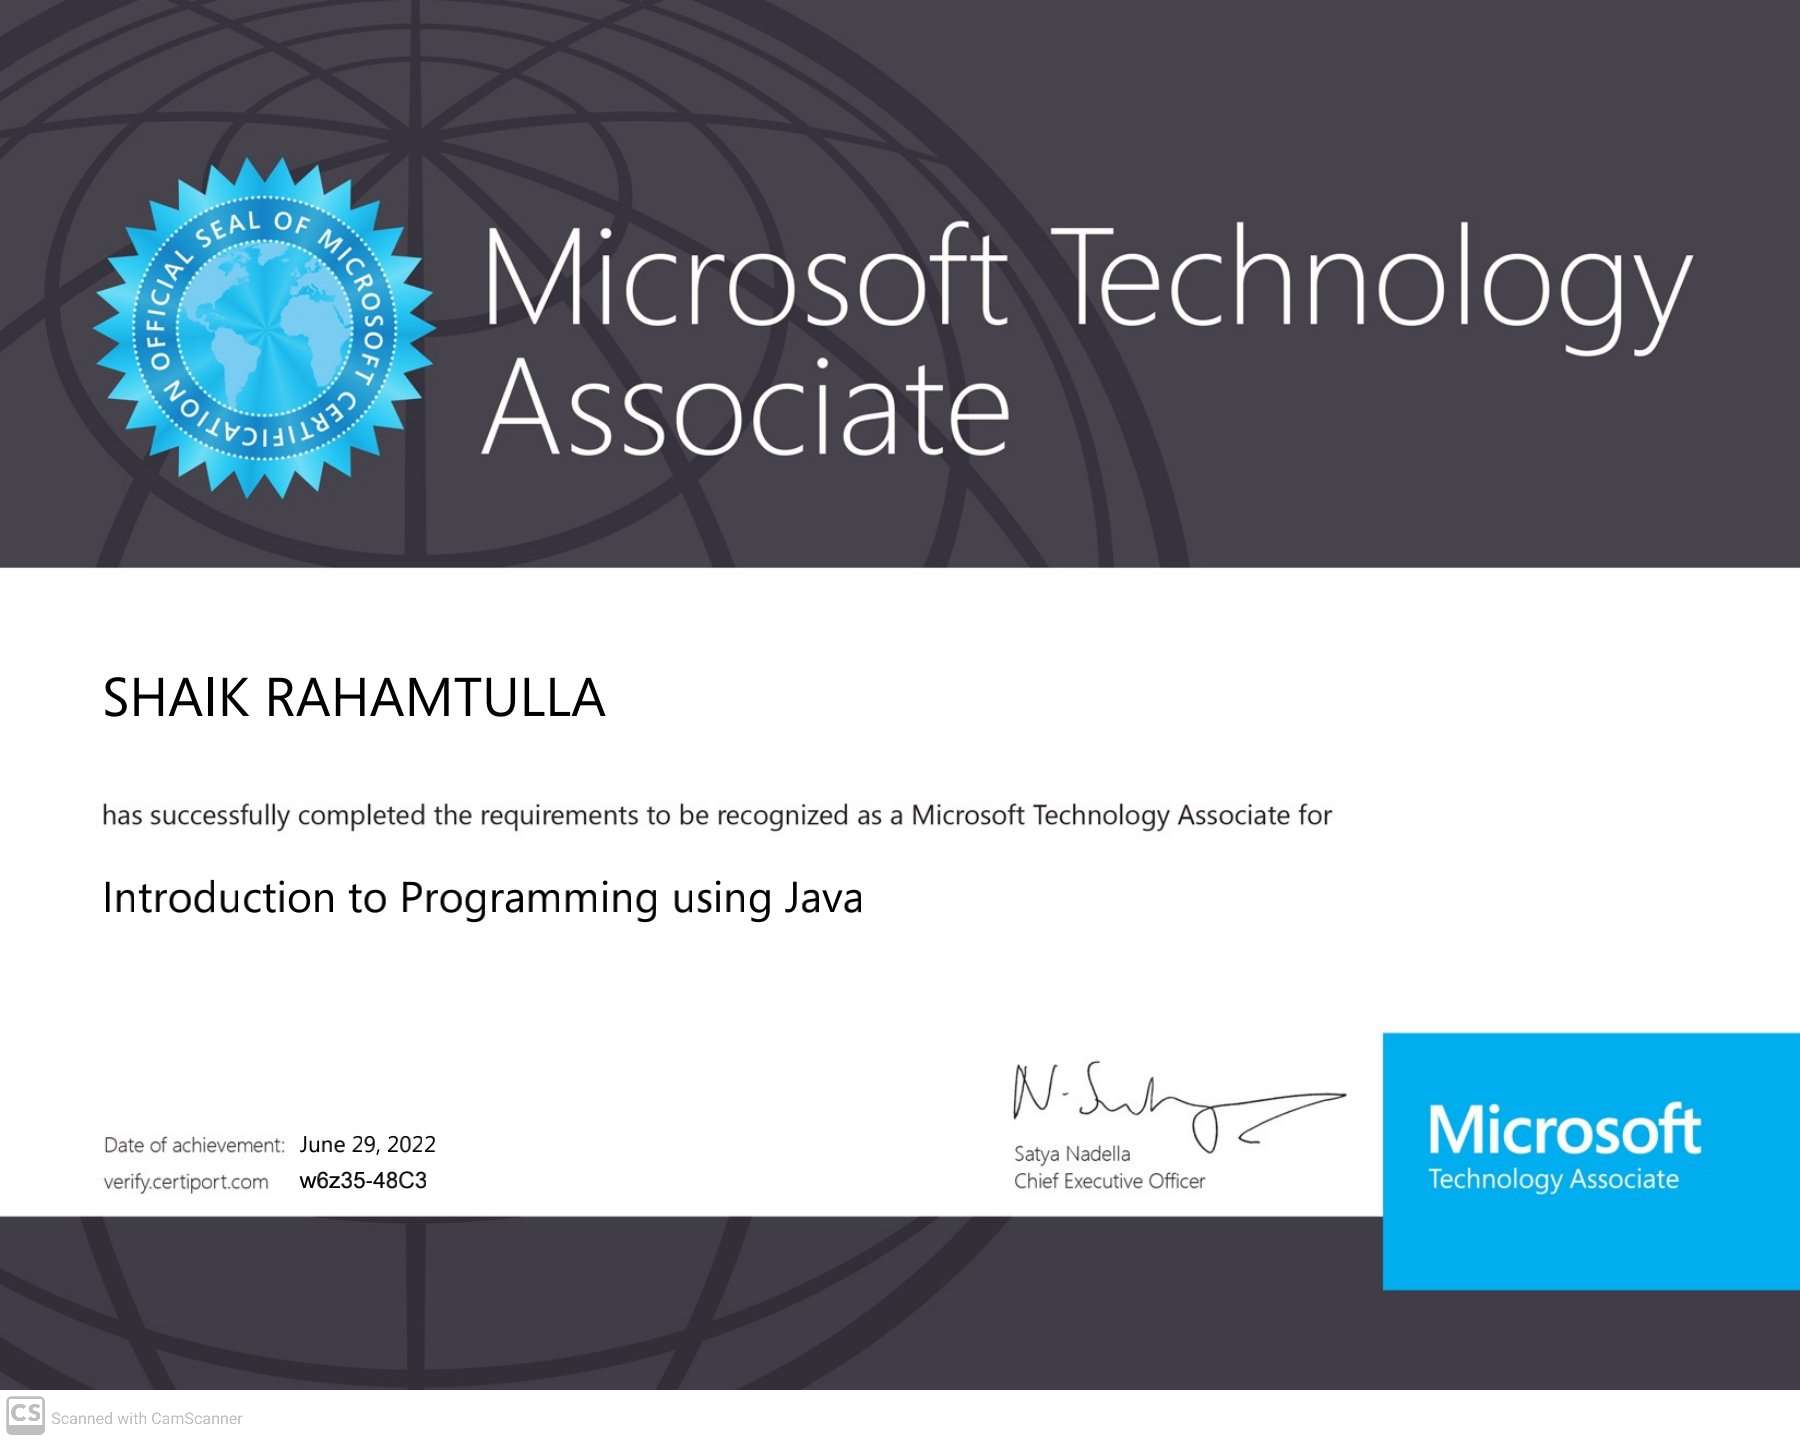 OFFICIAL SEAL OF MICROSOFT CERTIFICATION
Microsoft Technology
Associate
SHAIK RAHAMTULLA
has successfully completed the requirements to be recognized as a Microsoft Technology Associate for
Introduction to Programming using Java
Date of achievement: June 29, 2022
verify.certiport.com w6z35-48C3
N. Satya
Satya Nadella
Chief Executive Officer
Microsoft
Technology Associate
CS Scanned with CamScanner